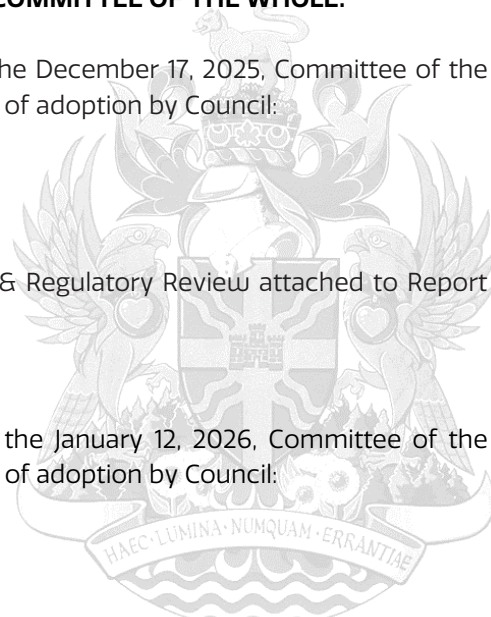 COMMITTEE OF THE WHOLE:
he December 17, 2025, Committee of the
of adoption by Council:
& Regulatory Review attached to Report
the January 12, 2026, Committee of the
of adoption by Council:
HAEC·LUMINA·NUMQUAM·ERRANTIAE